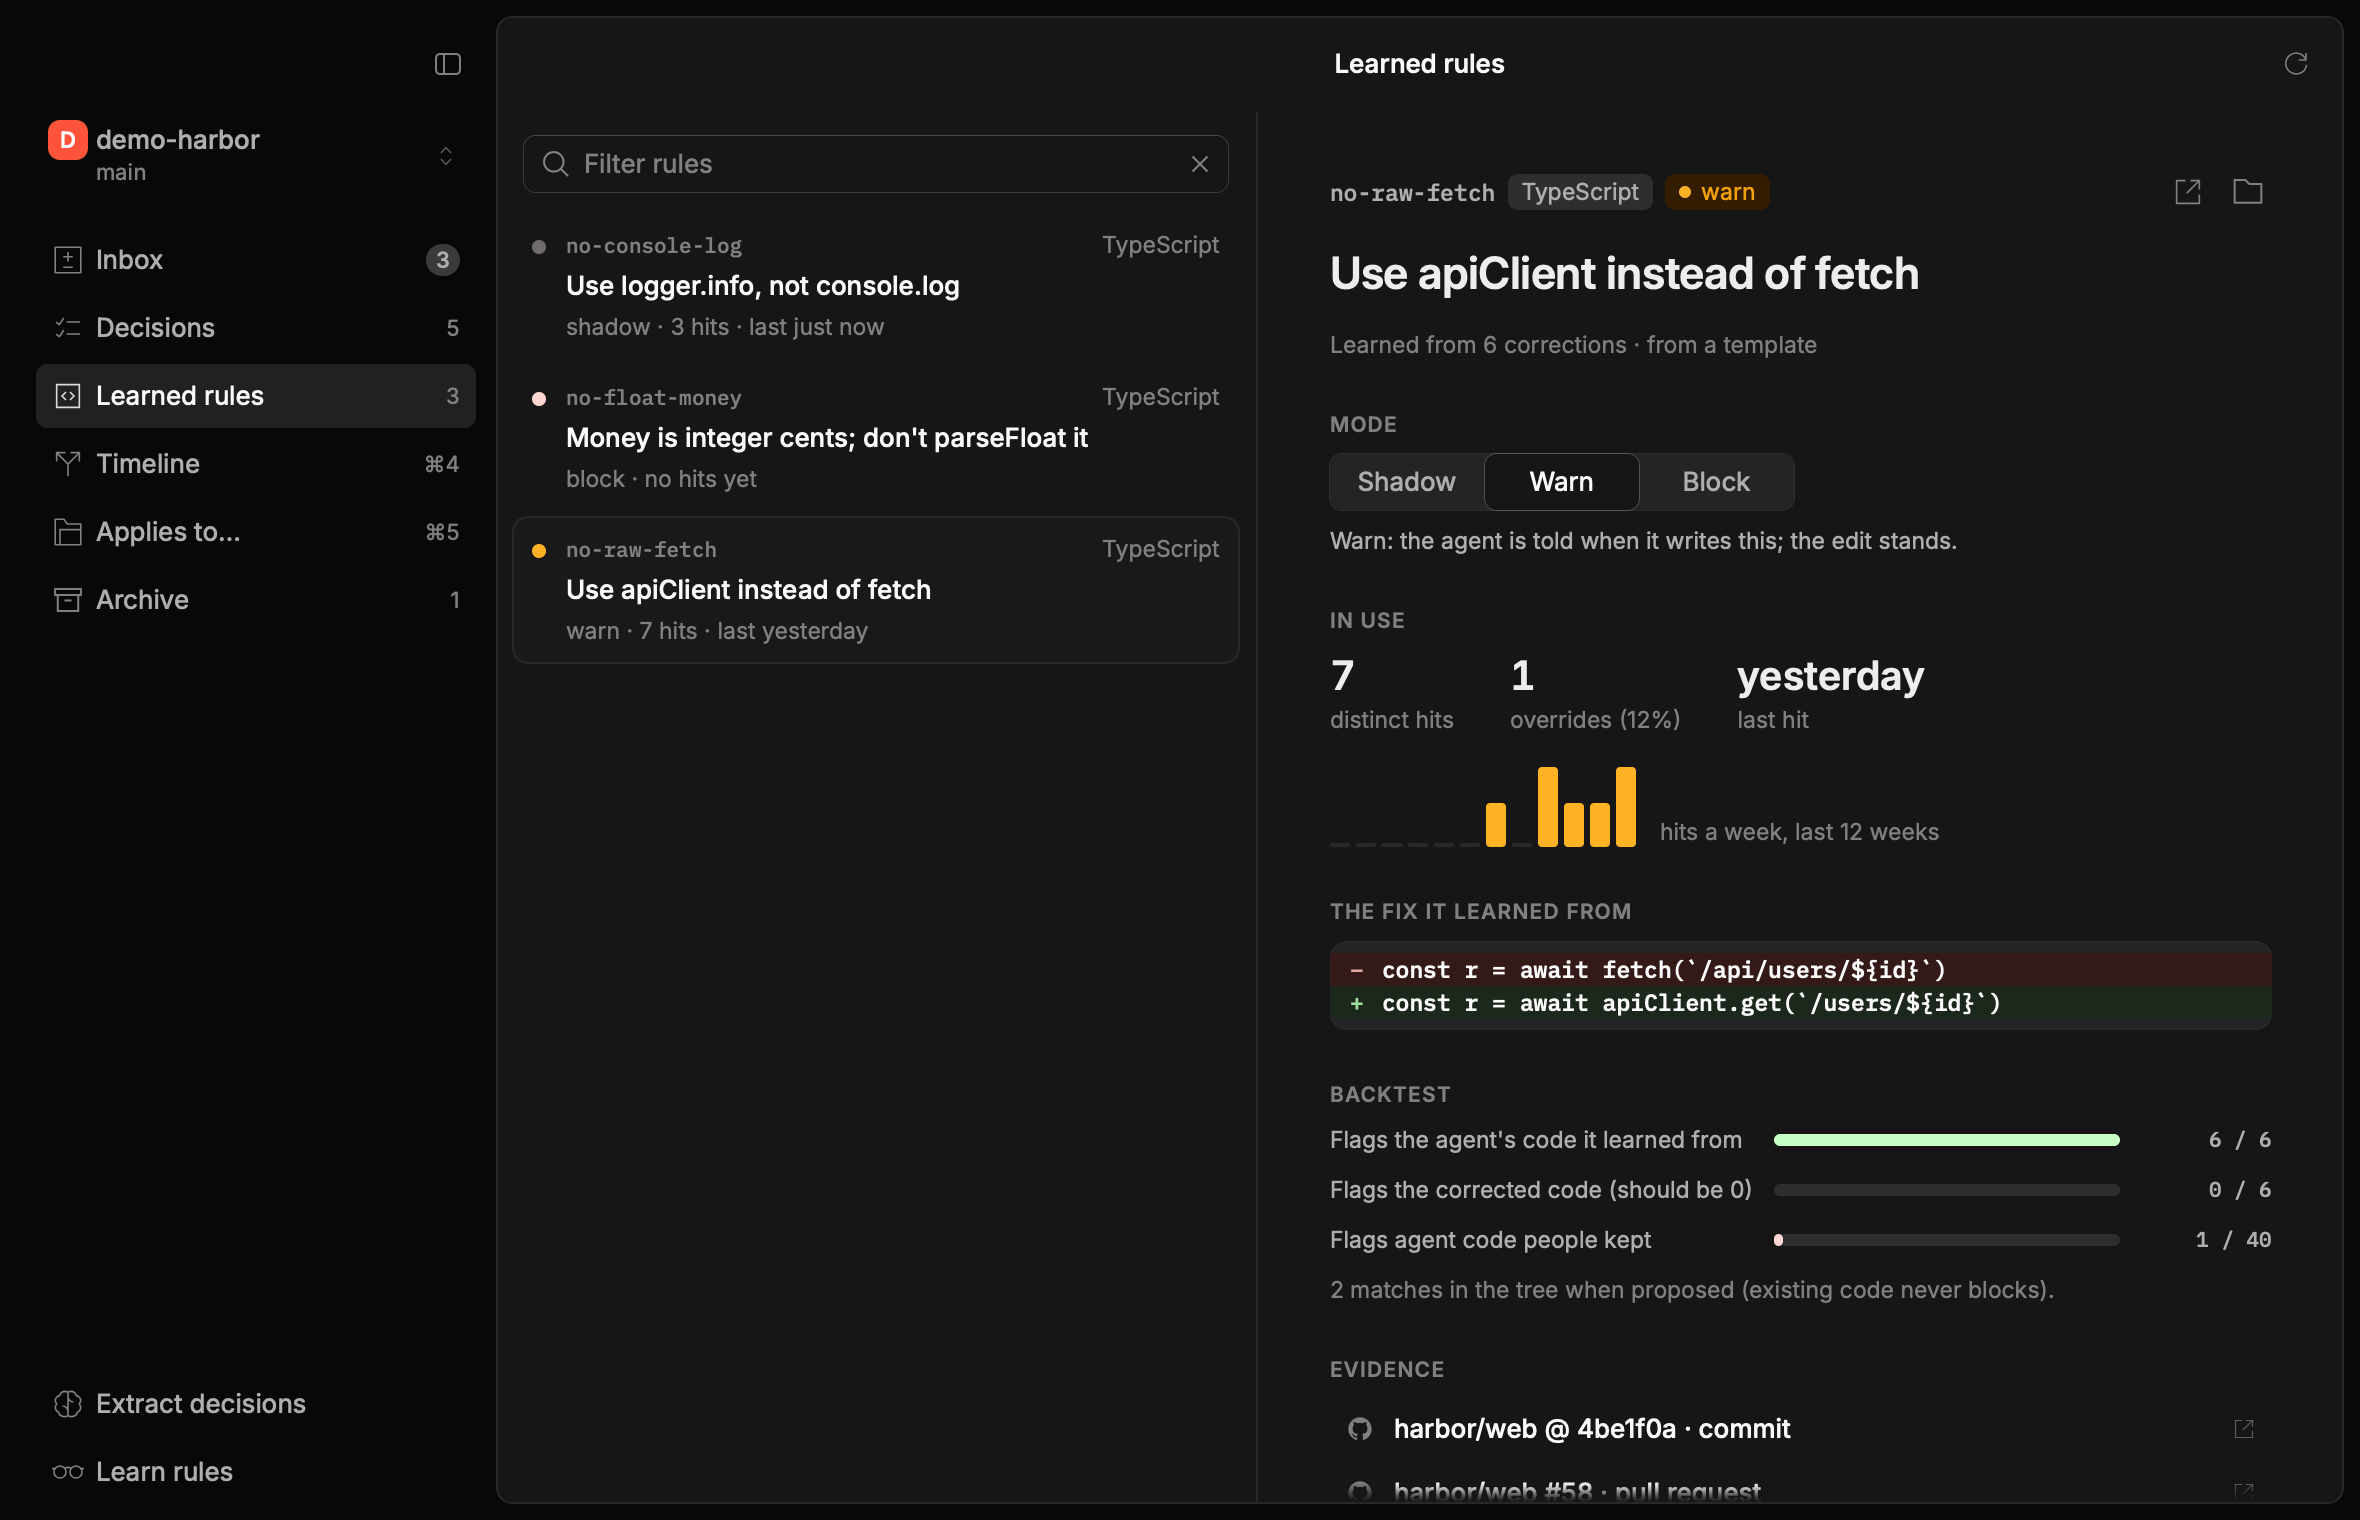 Learned rules
D demo-harbor
main
Inbox 3
Decisions 5
Learned rules 3
Timeline ⌘4
Applies to... ⌘5
Archive 1
Extract decisions
Learn rules
Filter rules
no-console-log TypeScript
Use logger.info, not console.log
shadow · 3 hits · last just now
no-float-money TypeScript
Money is integer cents; don't parseFloat it
block · no hits yet
no-raw-fetch TypeScript
Use apiClient instead of fetch
warn · 7 hits · last yesterday
no-raw-fetch TypeScript warn
Use apiClient instead of fetch
Learned from 6 corrections · from a template
MODE
Shadow Warn Block
Warn: the agent is told when it writes this; the edit stands.
IN USE
7 1 yesterday
distinct hits overrides (12%) last hit
hits a week, last 12 weeks
THE FIX IT LEARNED FROM
− const r = await fetch(`/api/users/${id}`)
+ const r = await apiClient.get(`/users/${id}`)
BACKTEST
Flags the agent's code it learned from 6 / 6
Flags the corrected code (should be 0) 0 / 6
Flags agent code people kept 1 / 40
2 matches in the tree when proposed (existing code never blocks).
EVIDENCE
harbor/web @ 4be1f0a · commit
harbor/web #58 · pull request